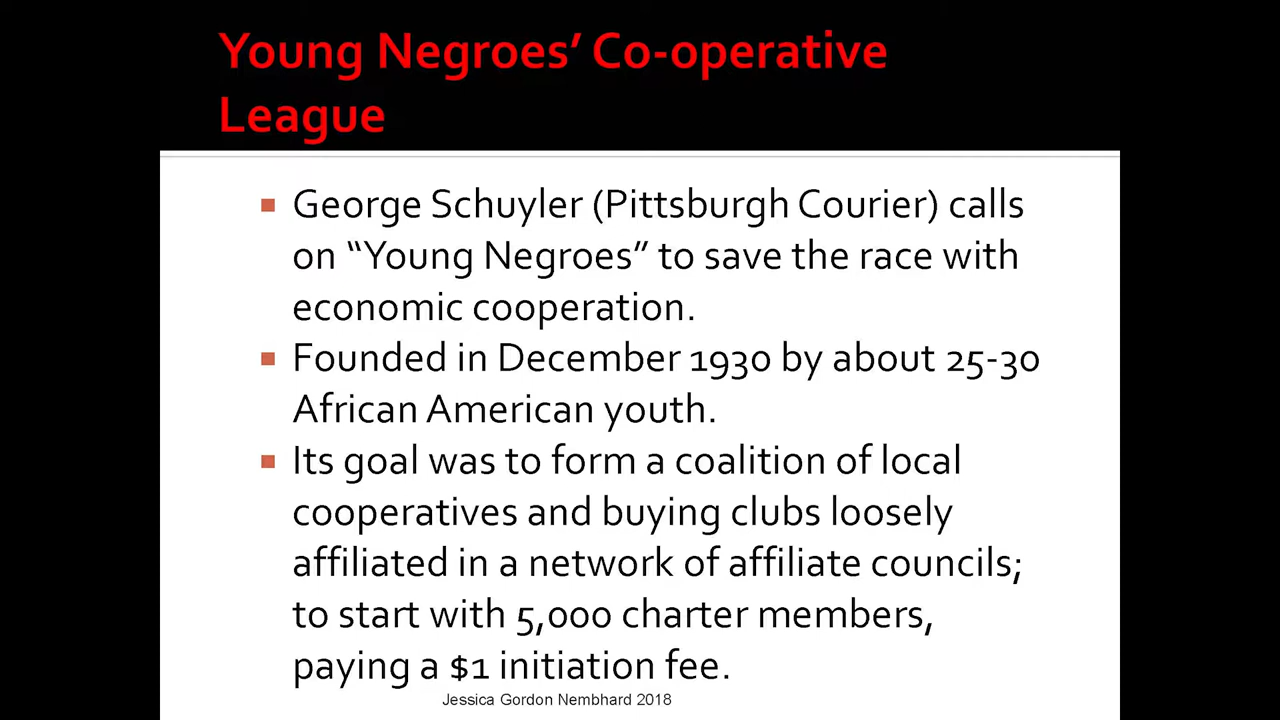 Young Negroes’ Co-operative
League
George Schuyler (Pittsburgh Courier) calls
on “Young Negroes” to save the race with
economic cooperation.
Founded in December 1930 by about 25-30
African American youth.
Its goal was to form a coalition of local
cooperatives and buying clubs loosely
affiliated in a network of affiliate councils;
to start with 5,000 charter members,
paying a $1 initiation fee.
Jessica Gordon Nembhard 2018